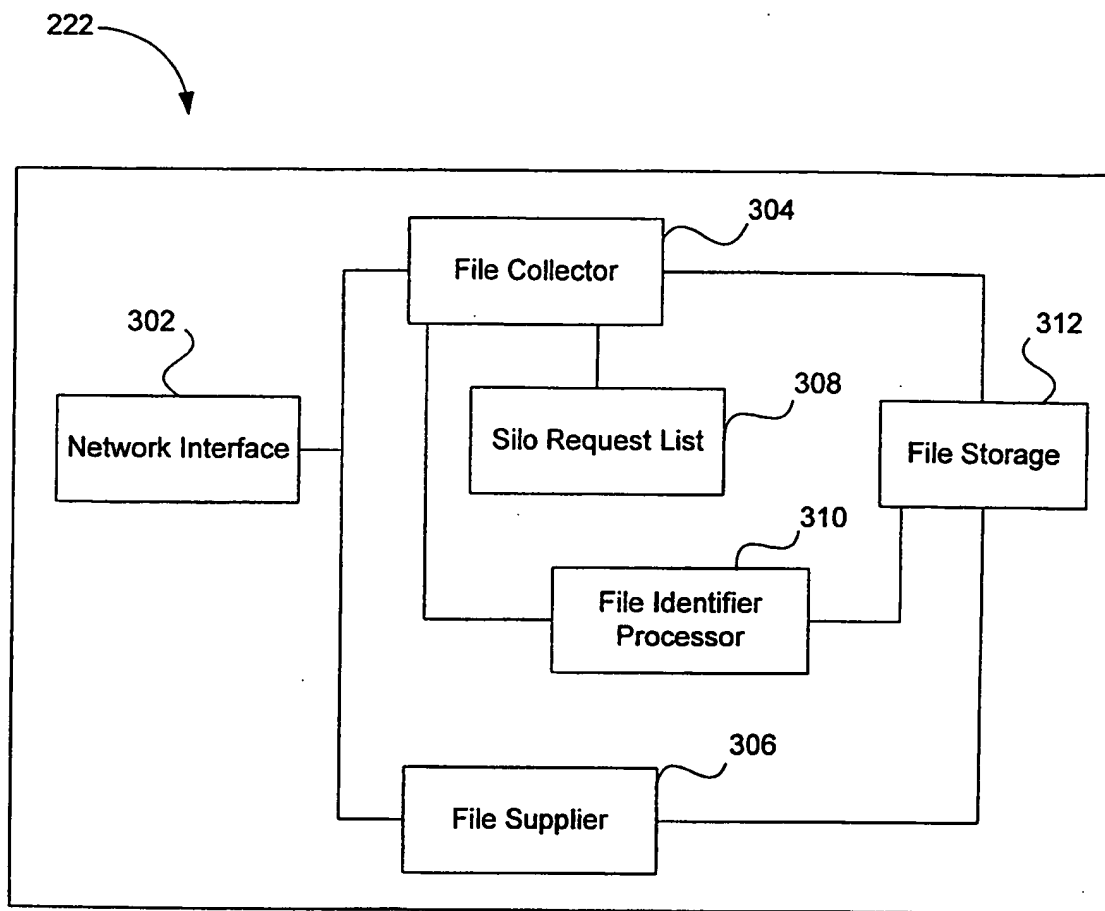 222
304
File Collector
302
312
308
Network Interface
Silo Request List
File Storage
310
File Identifier
Processor
306
File Supplier